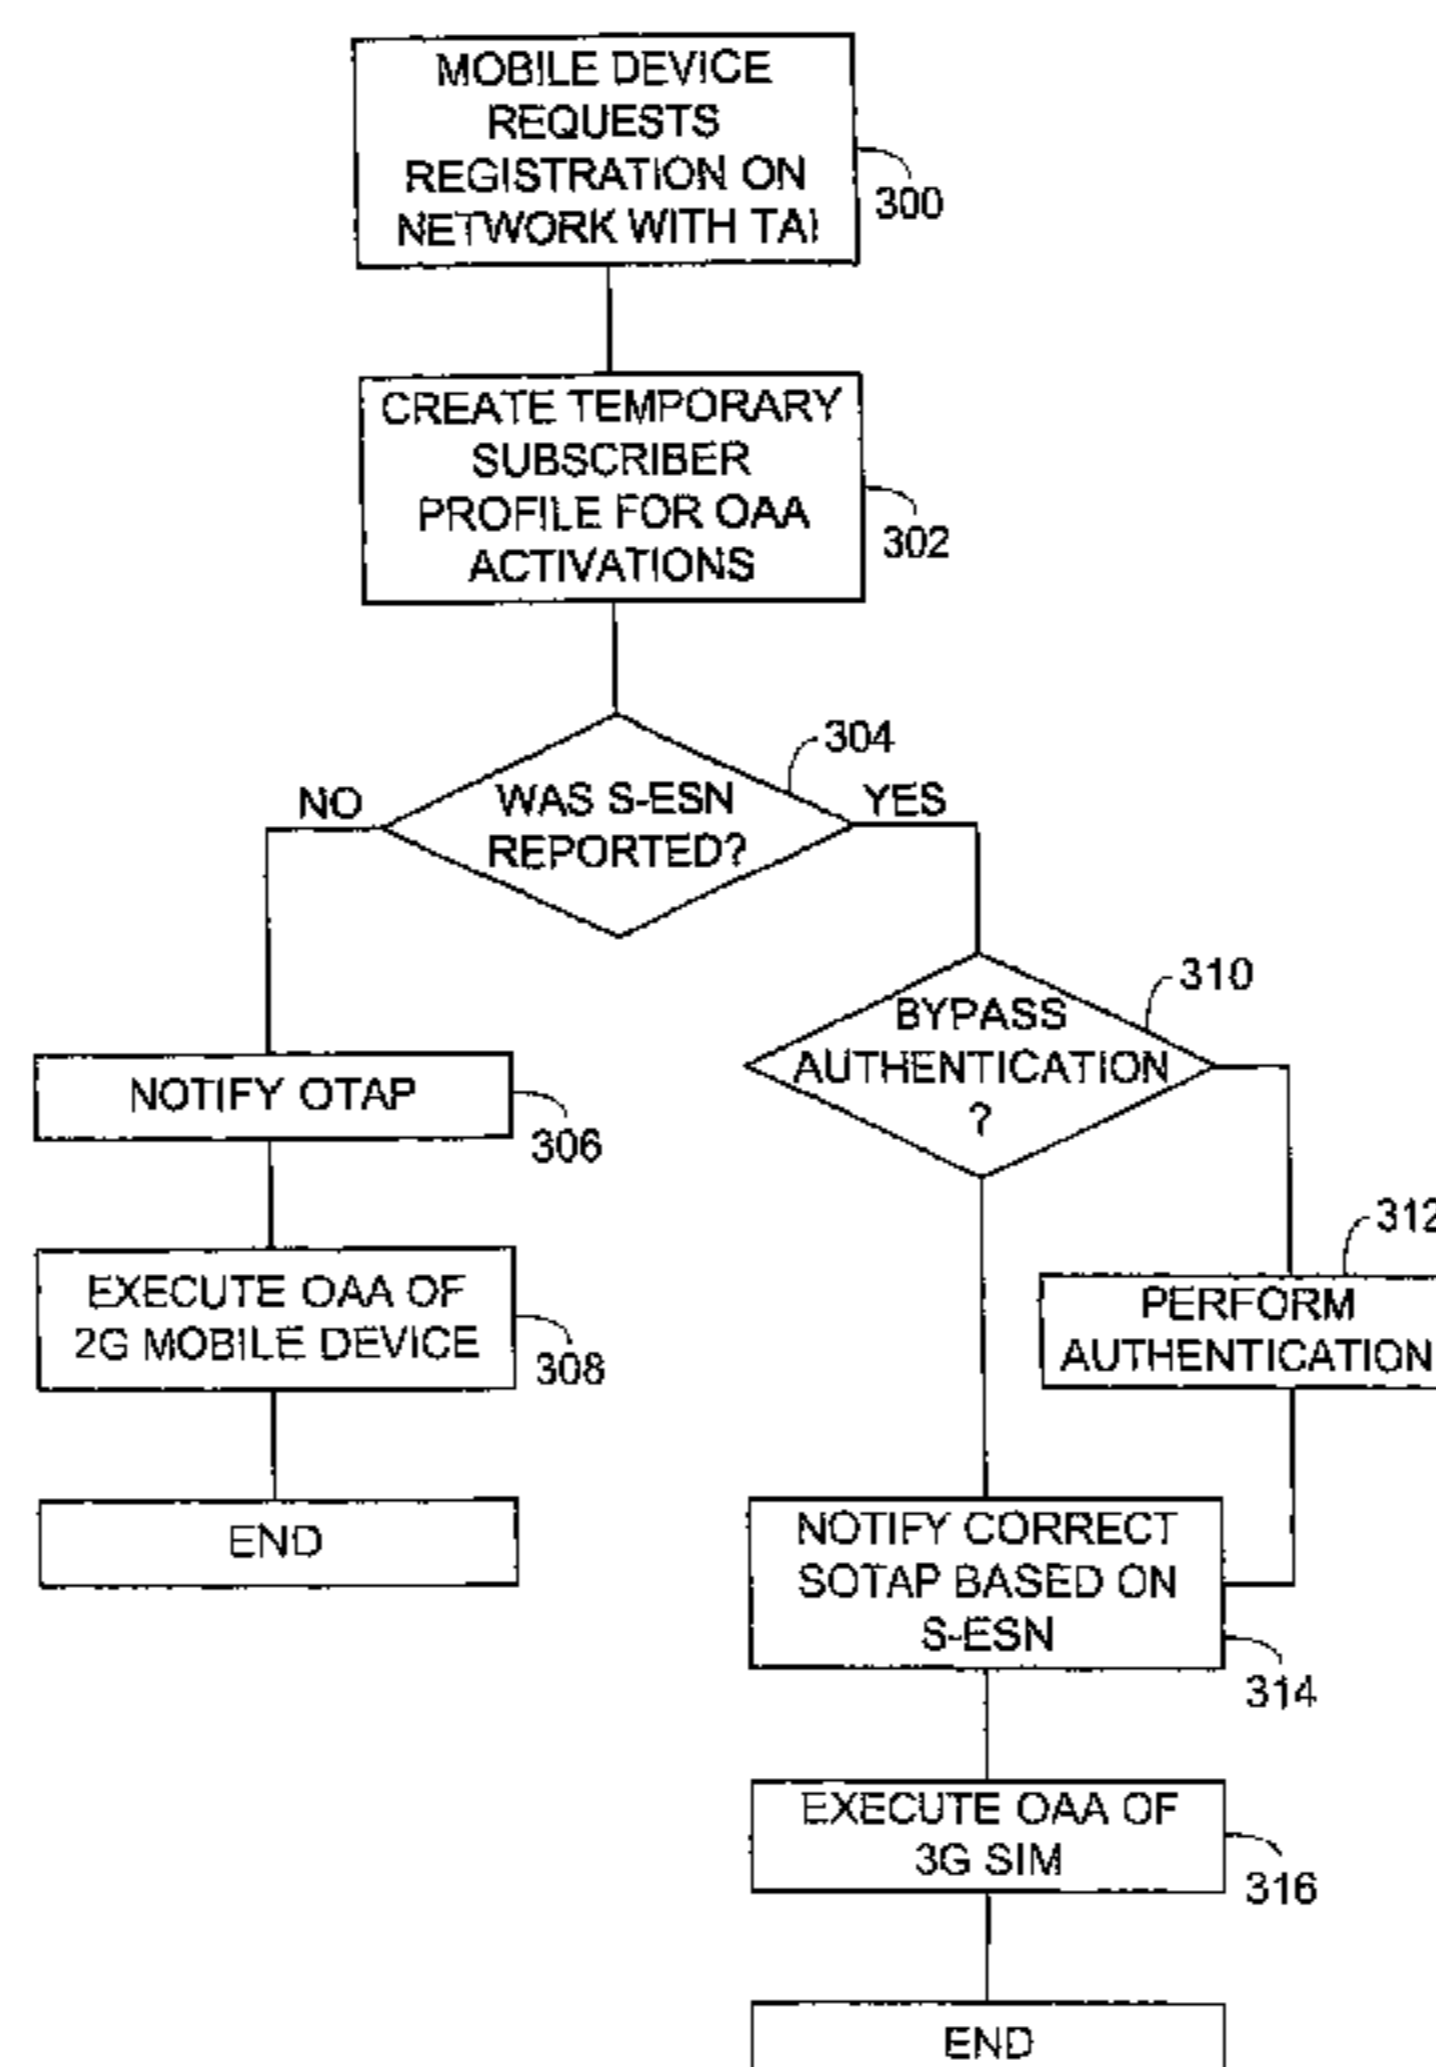 MOBILE DEVICE
REQUESTS
REGISTRATION ON
NETWORK WITH TAI
300
CREATE TEMPORARY
SUBSCRIBER
PROFILE FOR OAA
ACTIVATIONS
302
304
NO
WAS S-ESN
REPORTED?
YES
310
BYPASS
AUTHENTICATION
?
NOTIFY OTAP
306
312
PERFORM
AUTHENTICATION
EXECUTE OAA OF
2G MOBILE DEVICE
308
END
NOTIFY CORRECT
SOTAP BASED ON
S-ESN
314
EXECUTE OAA OF
3G SIM
316
END